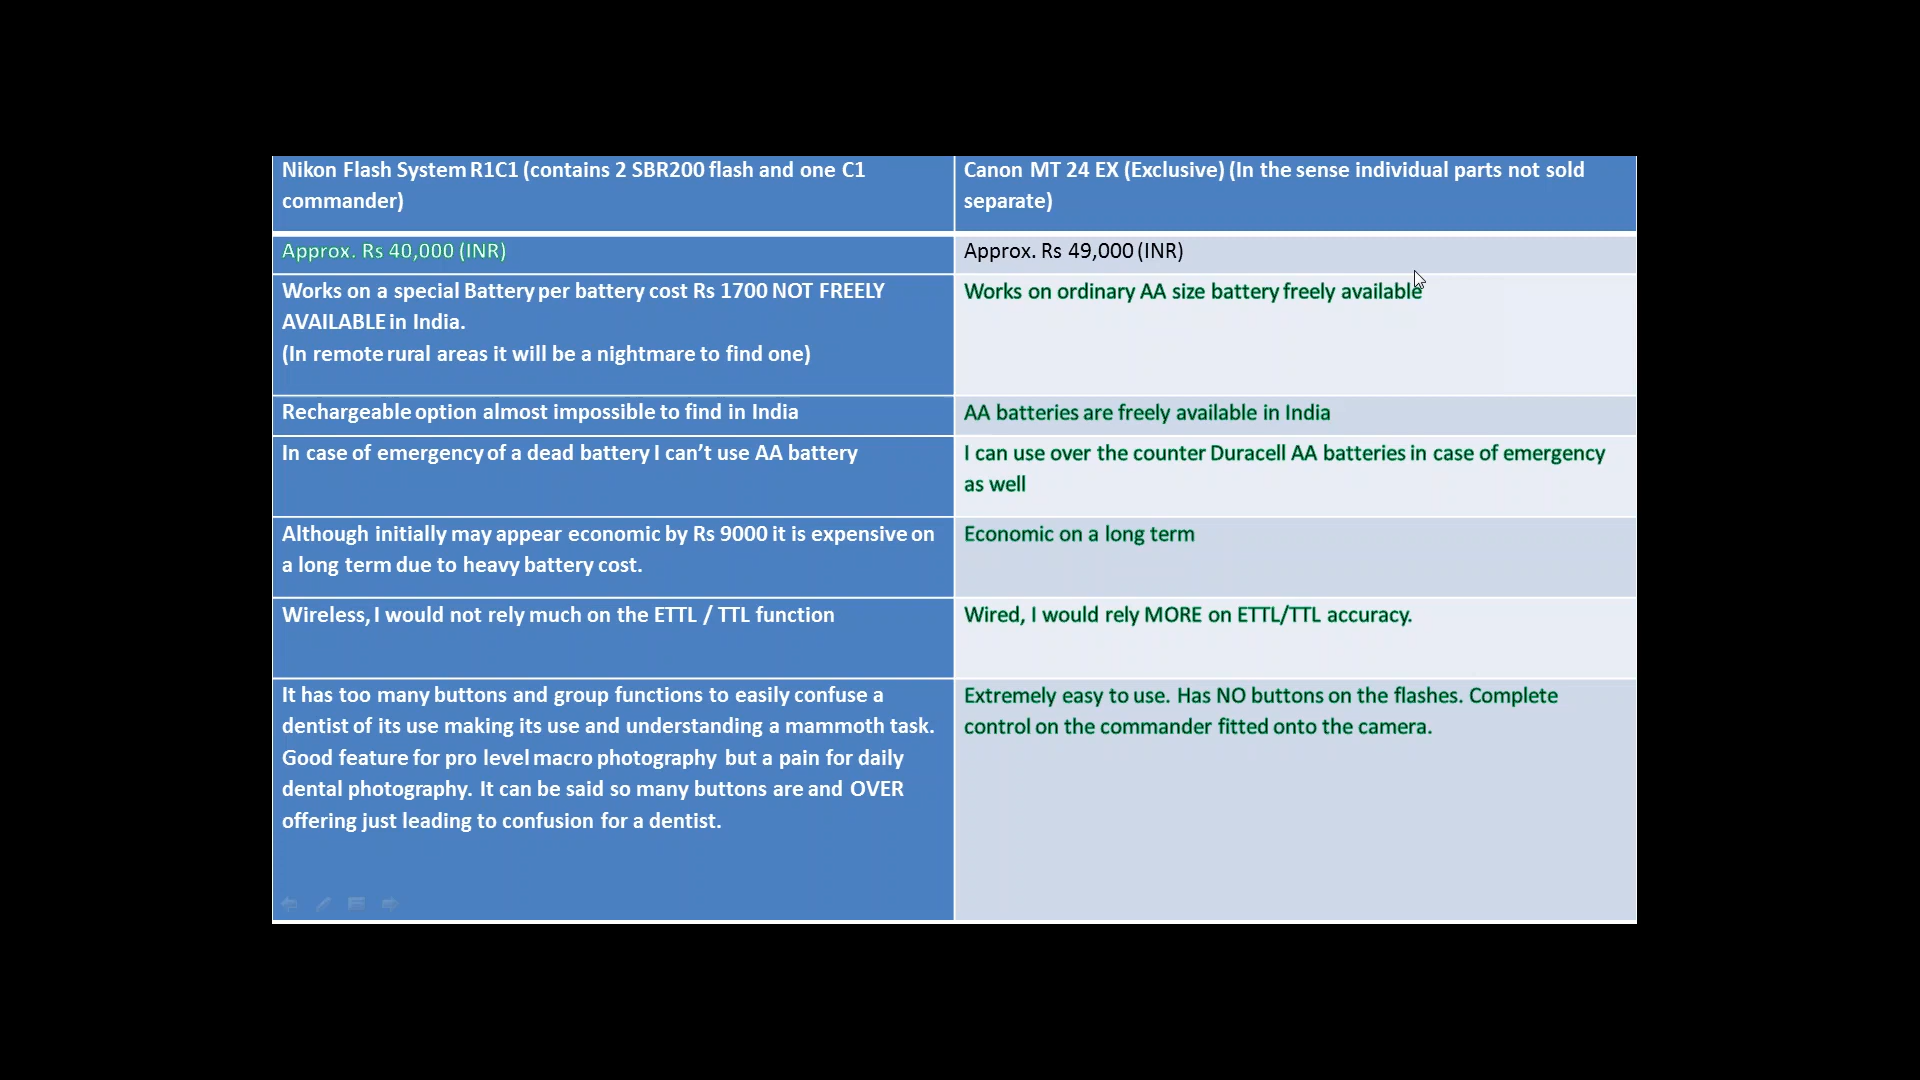 Nikon Flash System R1C1 (contains 2 SBR200 flash and one C1
commander)
Canon MT 24 EX (Exclusive) (In the sense individual parts not sold
separate)
Approx. Rs 40,000 (INR)
Approx. Rs 49,000 (INR)
Works on a special Battery per battery cost Rs 1700 NOT FREELY
AVAILABLE in India.
(In remote rural areas it will be a nightmare to find one)
Works on ordinary AA size battery freely available
Rechargeable option almost impossible to find in India
AA batteries are freely available in India
In case of emergency of a dead battery I can’t use AA battery
I can use over the counter Duracell AA batteries in case of emergency
as well
Although initially may appear economic by Rs 9000 it is expensive on
a long term due to heavy battery cost.
Economic on a long term
Wireless, I would not rely much on the ETTL / TTL function
Wired, I would rely MORE on ETTL/TTL accuracy.
It has too many buttons and group functions to easily confuse a
dentist of its use making its use and understanding a mammoth task.
Good feature for pro level macro photography but a pain for daily
dental photography. It can be said so many buttons are and OVER
offering just leading to confusion for a dentist.
Extremely easy to use. Has NO buttons on the flashes. Complete
control on the commander fitted onto the camera.